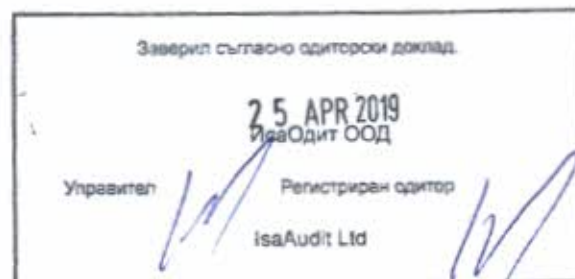 Заверил съгласно одиторски доклад.
25 APR 2019
ИсаОдит ООД
Управител Регистриран одитор
IsaAudit Ltd